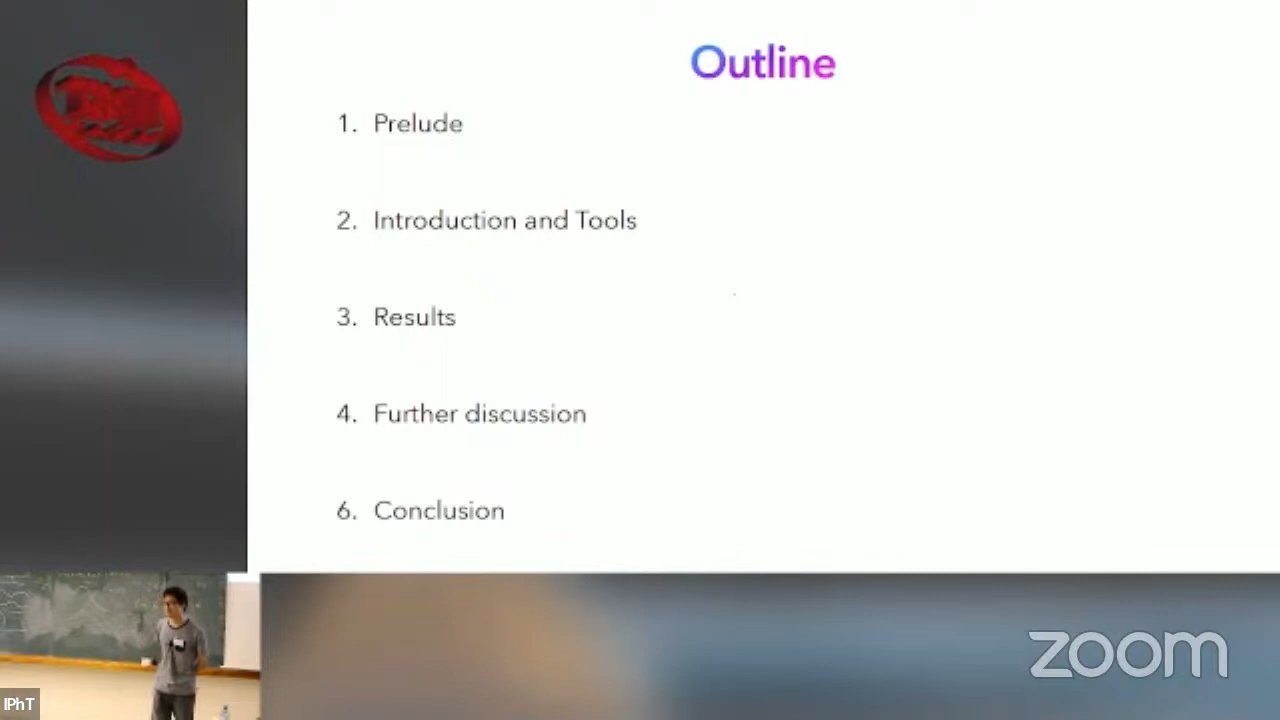 Outline
1. Prelude
2. Introduction and Tools
3. Results
4. Further discussion
6. Conclusion
IPhT
zoom